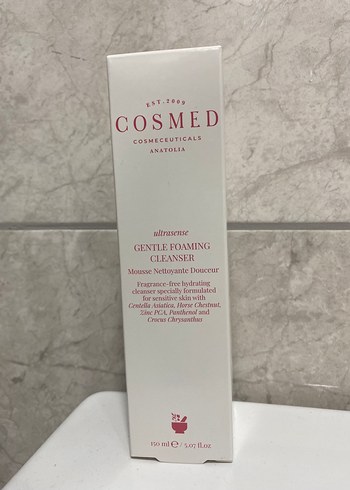 EST. 2009
COSMED
COSMECEUTICALS
ANATOLIA
ultrasense
GENTLE FOAMING
CLEANSER
Mousse Nettoyante Douceur
Fragrance-free hydrating
cleanser specially formulated
for sensitive skin with
Centella Asiatica, Horse Chestnut,
Zinc PCA, Panthenol and
Crocus Chrysanthus
150 ml ℮ / 5.07 fl.oz